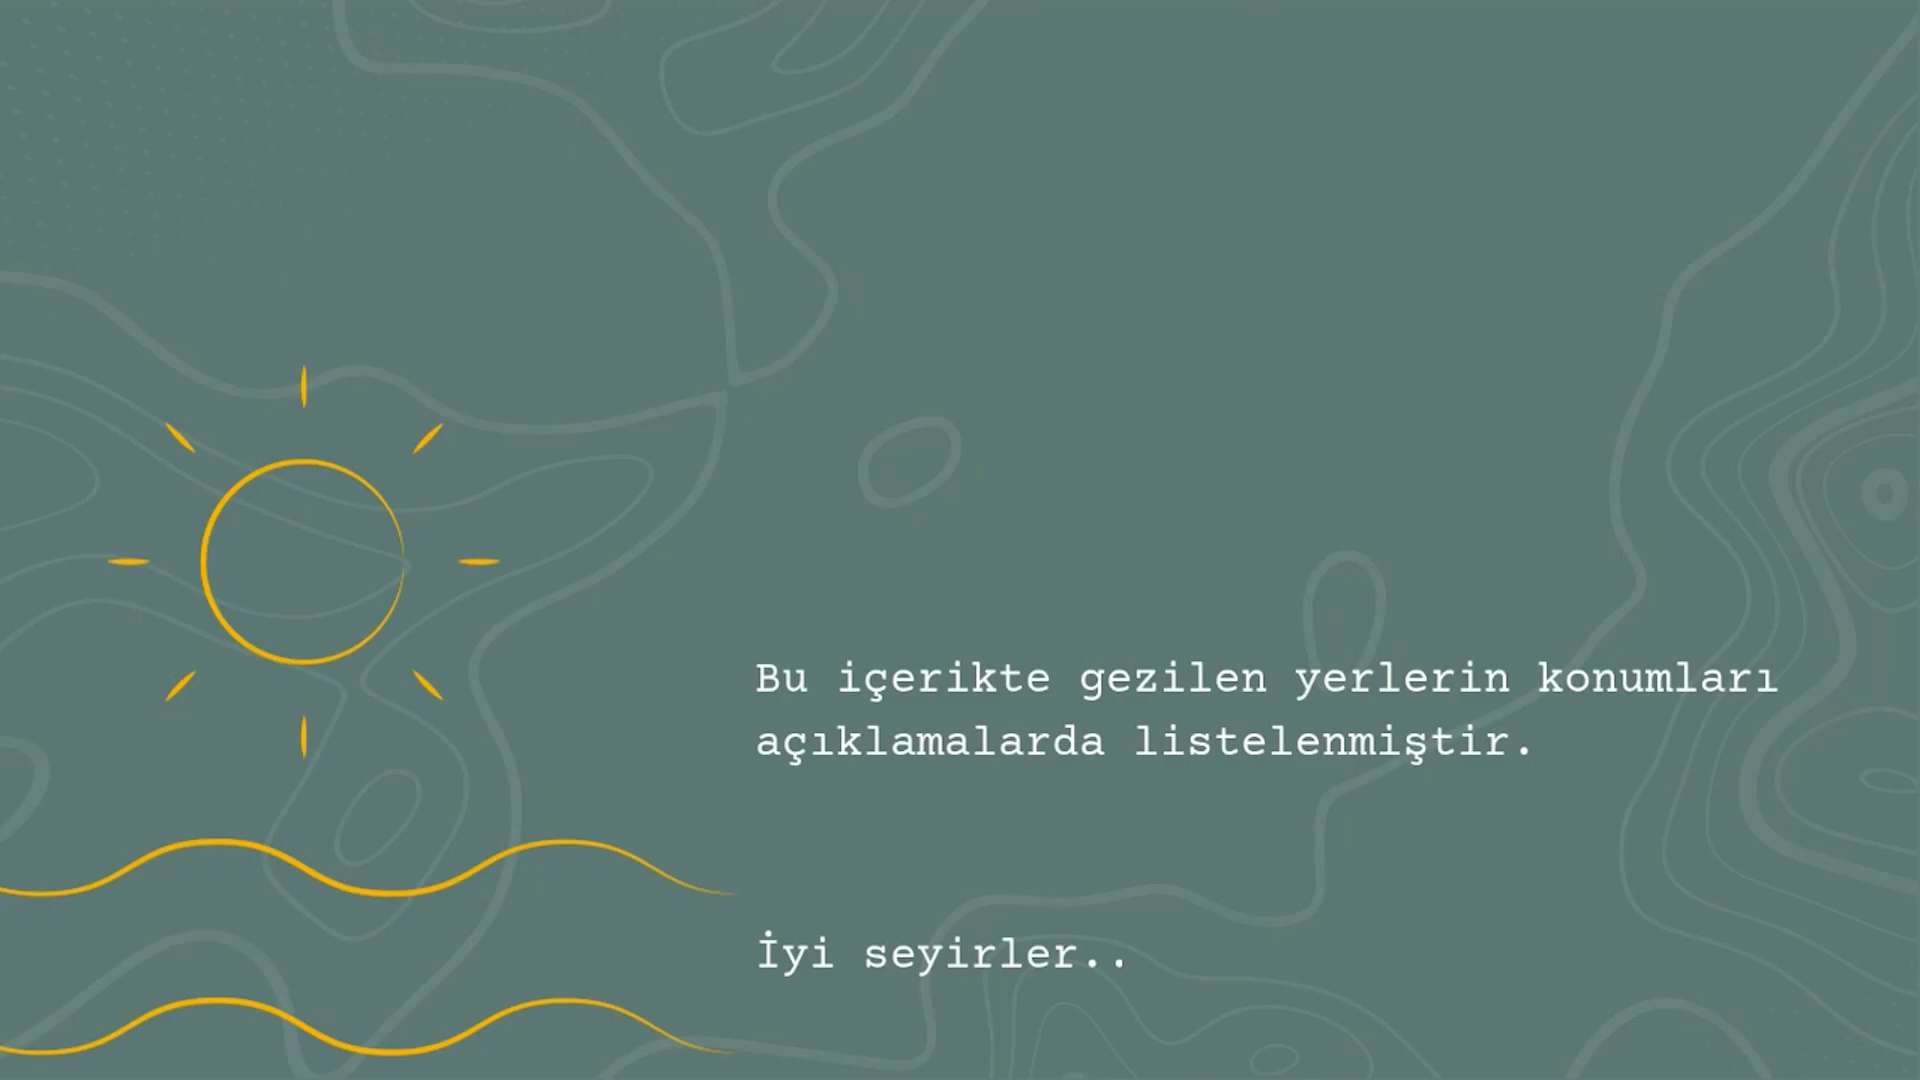 Bu içerikte gezilen yerlerin konumları
açıklamalarda listelenmiştir.
İyi seyirler..